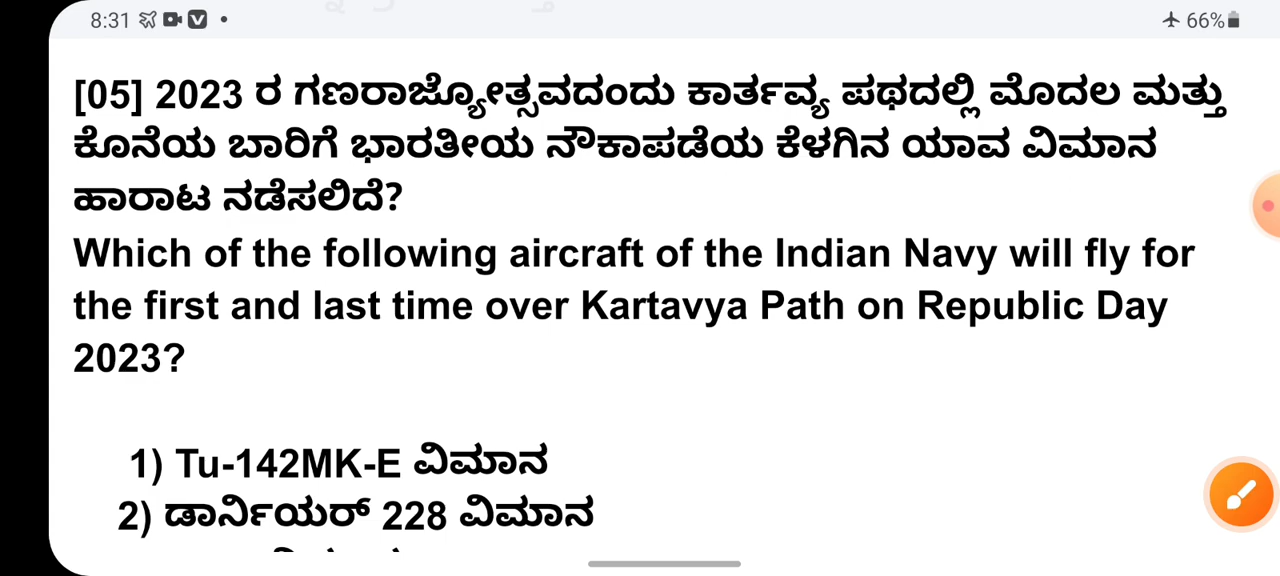 8:31
66%
[05] 2023 ರ ಗಣರಾಜ್ಯೋತ್ಸವದಂದು ಕಾರ್ತವ್ಯ ಪಥದಲ್ಲಿ ಮೊದಲ ಮತ್ತು
ಕೊನೆಯ ಬಾರಿಗೆ ಭಾರತೀಯ ನೌಕಾಪಡೆಯ ಕೆಳಗಿನ ಯಾವ ವಿಮಾನ
ಹಾರಾಟ ನಡೆಸಲಿದೆ?
Which of the following aircraft of the Indian Navy will fly for
the first and last time over Kartavya Path on Republic Day
2023?
1) Tu-142MK-E ವಿಮಾನ
2) ಡಾರ್ನಿಯರ್ 228 ವಿಮಾನ